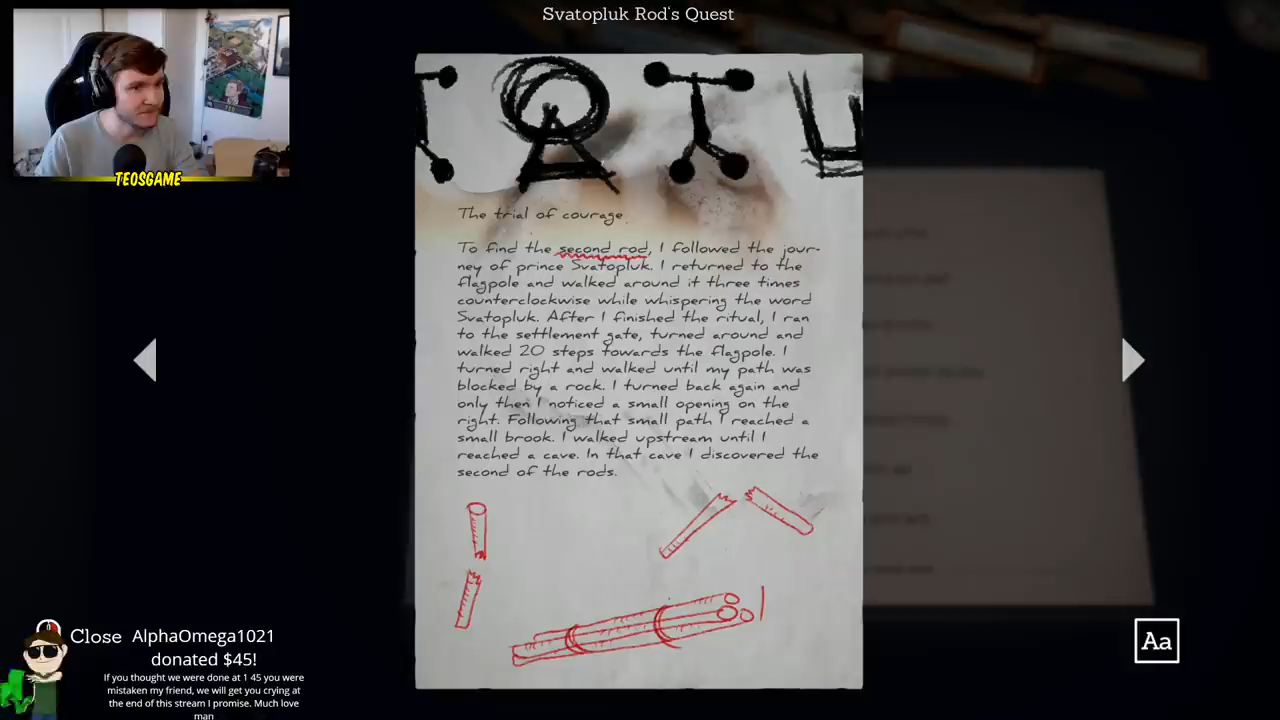 Svatopluk Rod's Quest
TEOSGAME
The trial of courage
To find the second rod, I followed the jour-
ney of prince Svatopluk. I returned to the
flagpole and walked around it three times
counterclockwise while whispering the word
Svatopluk. After I finished the ritual, I ran
to the settlement gate, turned around and
walked 20 steps towards the flagpole. I
turned right and walked until my path was
blocked by a rock. I turned back again and
only then I noticed a small opening on the
right. Following that small path I reached a
small brook. I walked upstream until I
reached a cave. In that cave I discovered the
second of the rods.
Close
AlphaOmega1021
donated $45!
If you thought we were done at 1 45 you were
mistaken my friend, we will get you crying at
the end of this stream I promise. Much love
man
Aa